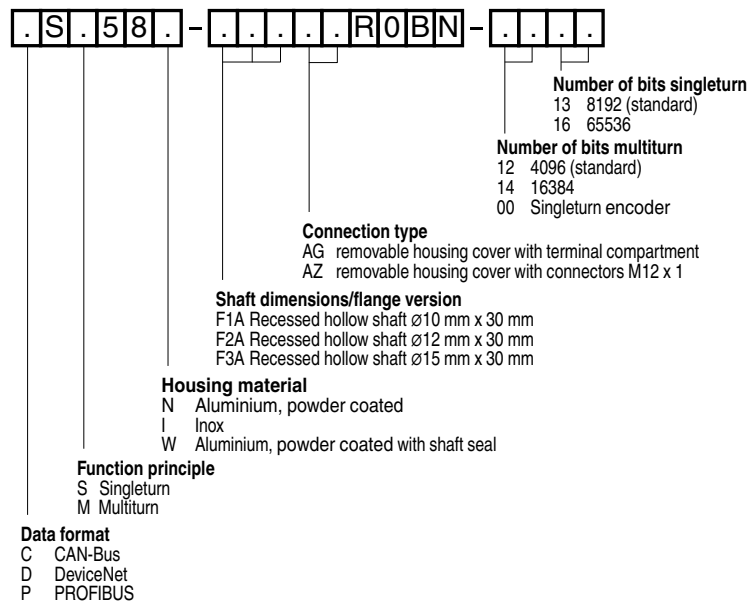 .S.58.-.....R0BN-....
Number of bits singleturn
13 8192 (standard)
16 65536
Number of bits multiturn
12 4096 (standard)
14 16384
00 Singleturn encoder
Connection type
AG removable housing cover with terminal compartment
AZ removable housing cover with connectors M12 x 1
Shaft dimensions/flange version
F1A Recessed hollow shaft Ø10 mm x 30 mm
F2A Recessed hollow shaft Ø12 mm x 30 mm
F3A Recessed hollow shaft Ø15 mm x 30 mm
Housing material
N Aluminium, powder coated
I Inox
W Aluminium, powder coated with shaft seal
Function principle
S Singleturn
M Multiturn
Data format
C CAN-Bus
D DeviceNet
P PROFIBUS